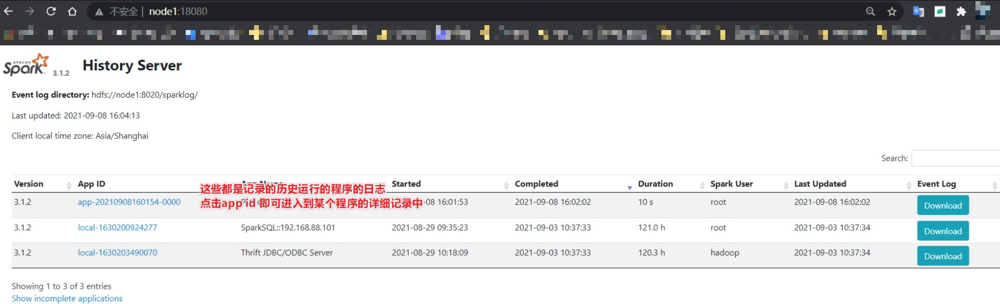 不安全 | node1:18080
APACHE
Spark 3.1.2 History Server
Event log directory: hdfs://node1:8020/sparklog/
Last updated: 2021-09-08 16:04:13
Client local time zone: Asia/Shanghai
Search:
Version App ID Started Completed Duration Spark User Last Updated Event Log
这些都是记录的历史运行的程序的日志
点击app id 即可进入到某个程序的详细记录中
3.1.2 app-20210908160154-0000 -08 16:01:53 2021-09-08 16:02:02 10 s root 2021-09-08 16:02:02 Download
3.1.2 local-1630200924277 SparkSQL::192.168.88.101 2021-08-29 09:35:23 2021-09-03 10:37:33 121.0 h root 2021-09-03 10:37:34 Download
3.1.2 local-1630203490070 Thrift JDBC/ODBC Server 2021-08-29 10:18:09 2021-09-03 10:37:33 120.3 h hadoop 2021-09-03 10:37:34 Download
Showing 1 to 3 of 3 entries
Show incomplete applications